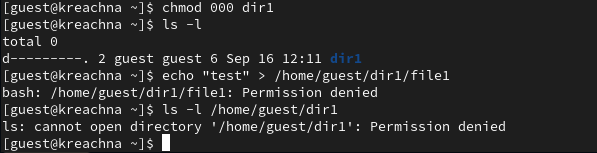 [guest@kreachna ~]$ chmod 000 dir1
[guest@kreachna ~]$ ls -l
total 0
d---------. 2 guest guest 6 Sep 16 12:11 dir1
[guest@kreachna ~]$ echo "test" > /home/guest/dir1/file1
bash: /home/guest/dir1/file1: Permission denied
[guest@kreachna ~]$ ls -l /home/guest/dir1
ls: cannot open directory '/home/guest/dir1': Permission denied
[guest@kreachna ~]$